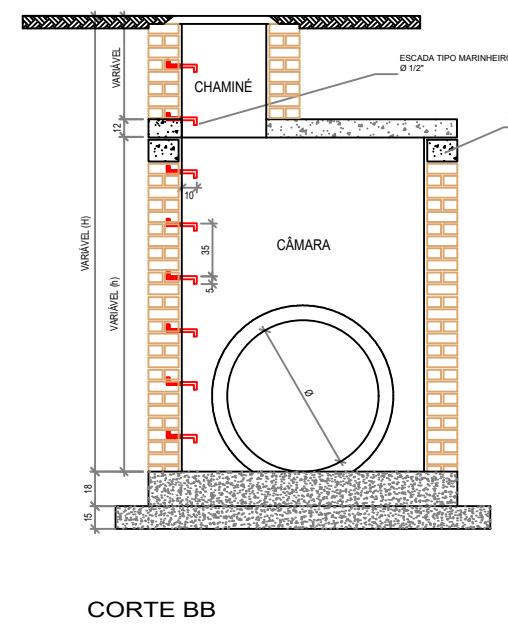 ESCADA TIPO MARINHEIRO
Ø 1/2"
VARIÁVEL
CHAMINÉ
12
10
VARIÁVEL (H)
35
CÂMARA
VARIÁVEL (h)
5
Ø
18
15
CORTE BB